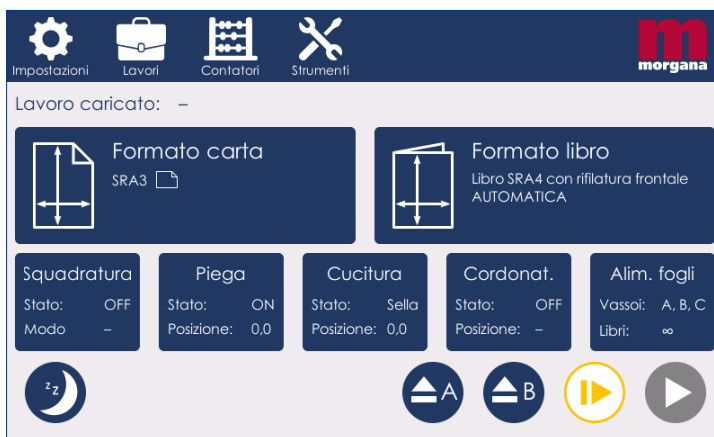 Impostazioni
Lavori
Contatori
Strumenti
m
morgana
Lavoro caricato: –
Formato carta
SRA3
Formato libro
Libro SRA4 con rifilatura frontale
AUTOMATICA
Squadratura
Stato: OFF
Modo –
Piega
Stato: ON
Posizione: 0,0
Cucitura
Stato: Sella
Posizione: 0,0
Cordonat.
Stato: OFF
Posizione: –
Alim. fogli
Vassoi: A, B, C
Libri: ∞
z z
A
B